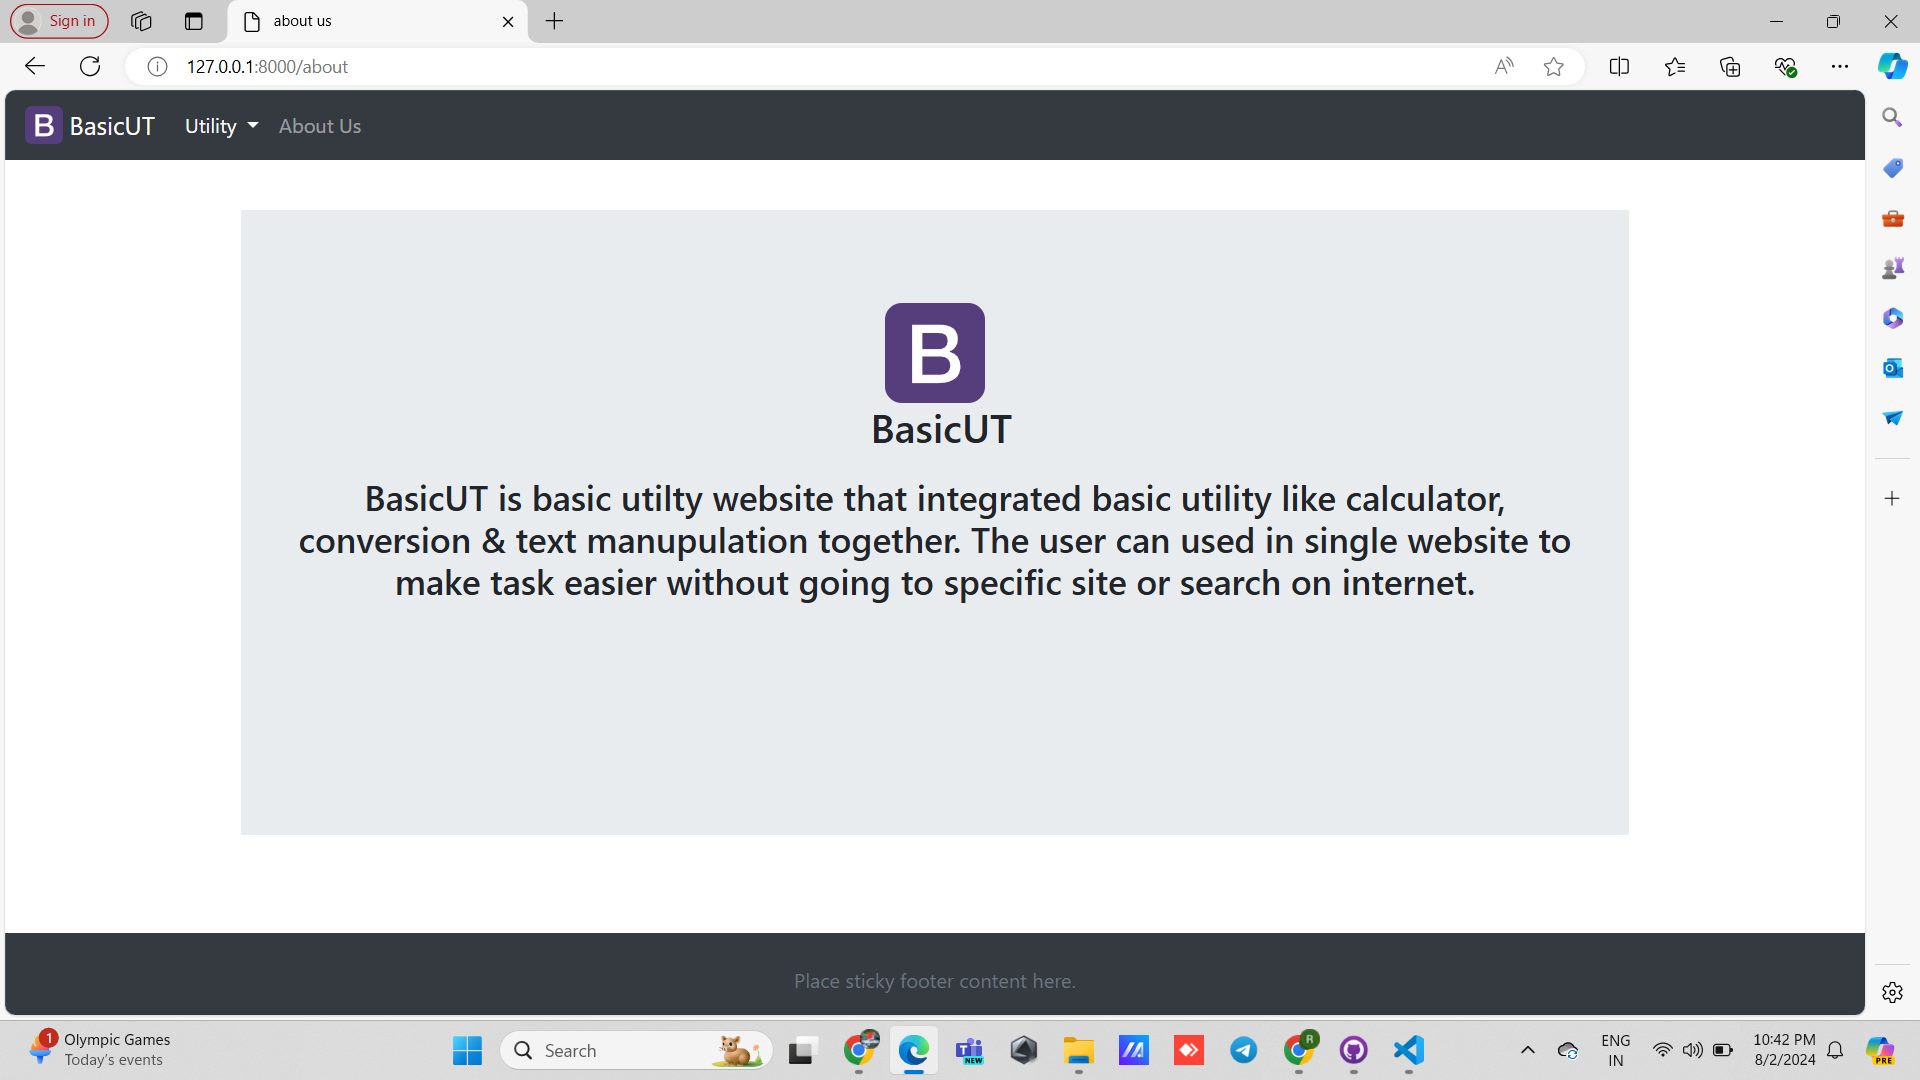 Sign in
about us
127.0.0.1:8000/about
B BasicUT Utility About Us
B
BasicUT
BasicUT is basic utilty website that integrated basic utility like calculator,
conversion & text manupulation together. The user can used in single website to
make task easier without going to specific site or search on internet.
Place sticky footer content here.
1
Olympic Games
Today's events
Search
NEW
R
ENG
IN
10:42 PM
8/2/2024
PRE